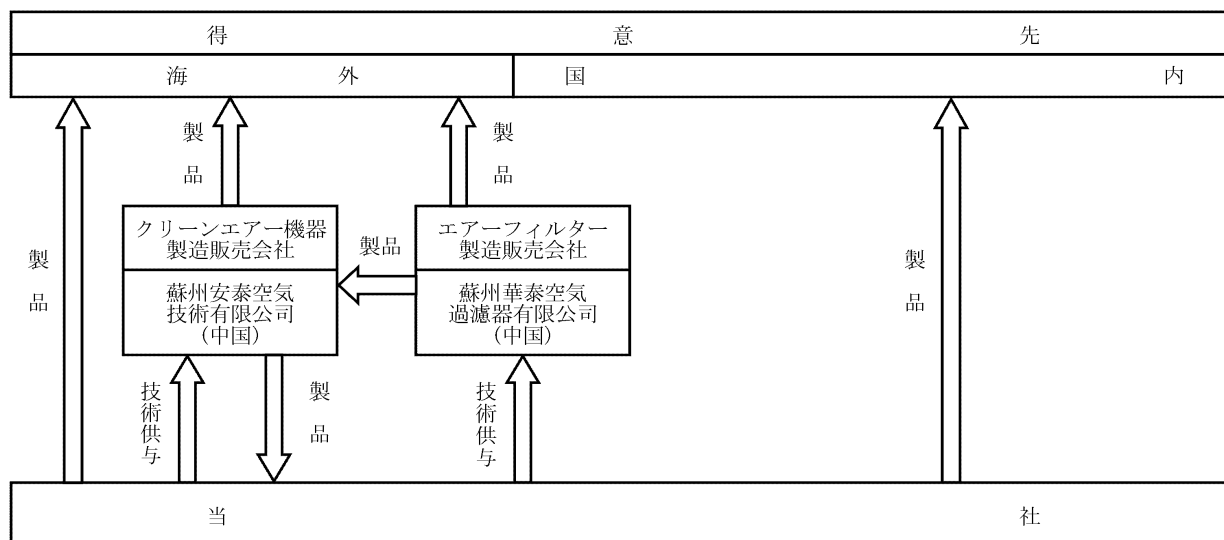 得意先
海外
国内
製品
製品
製品
製品
クリーンエアー機器
製造販売会社
エアーフィルター
製造販売会社
製品
蘇州安泰空気
技術有限公司
（中国）
蘇州華泰空気
過濾器有限公司
（中国）
技術供与
製品
技術供与
当社